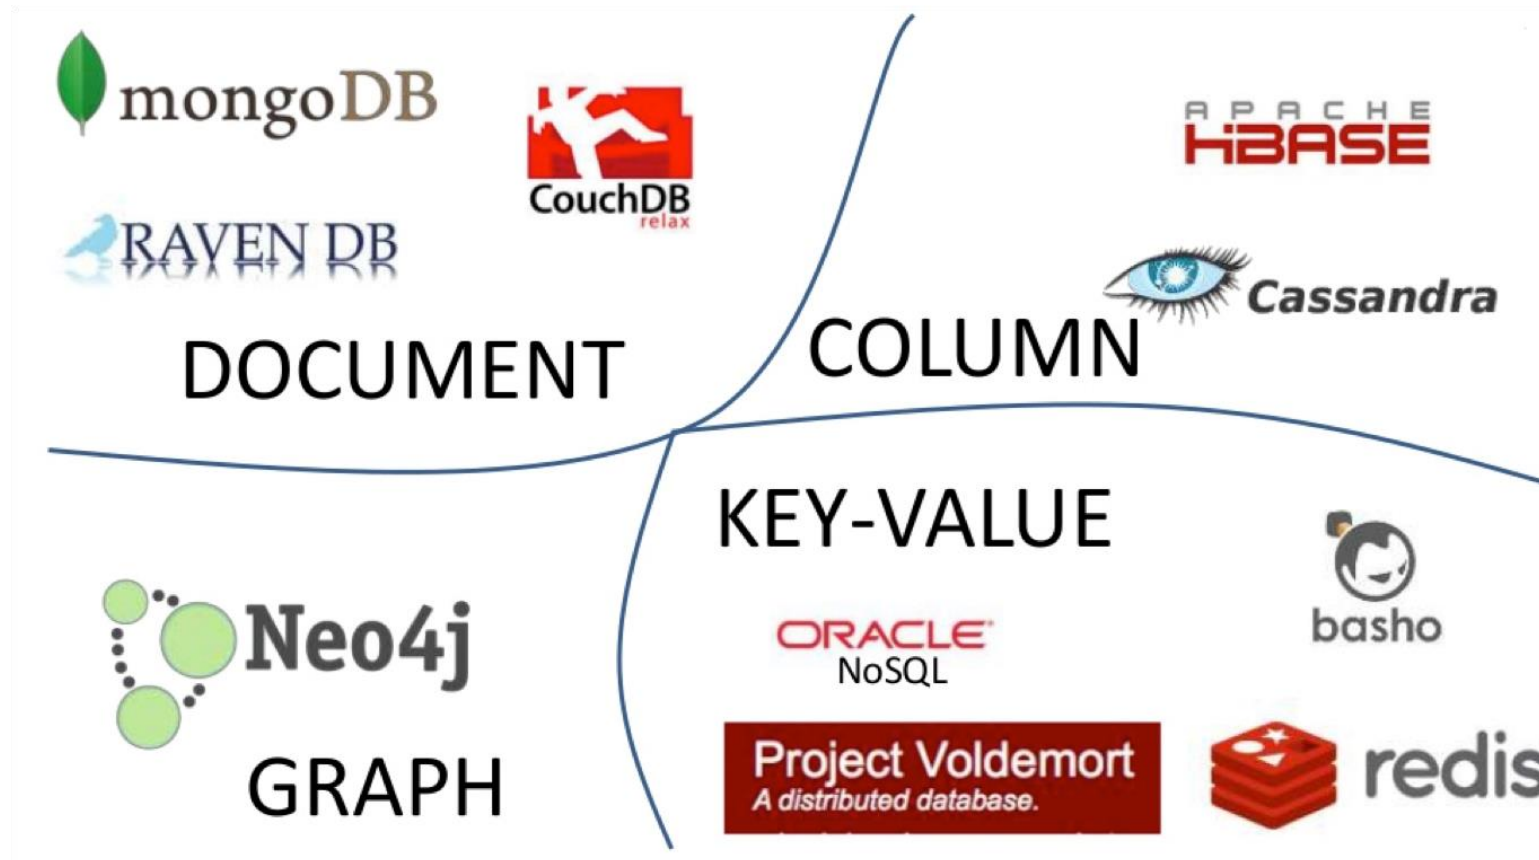 mongoDB
CouchDB
relax
RAVEN DB
DOCUMENT
APACHE
HBASE
Cassandra
COLUMN
Neo4j
GRAPH
KEY-VALUE
basho
ORACLE®
NoSQL
Project Voldemort
A distributed database.
redis